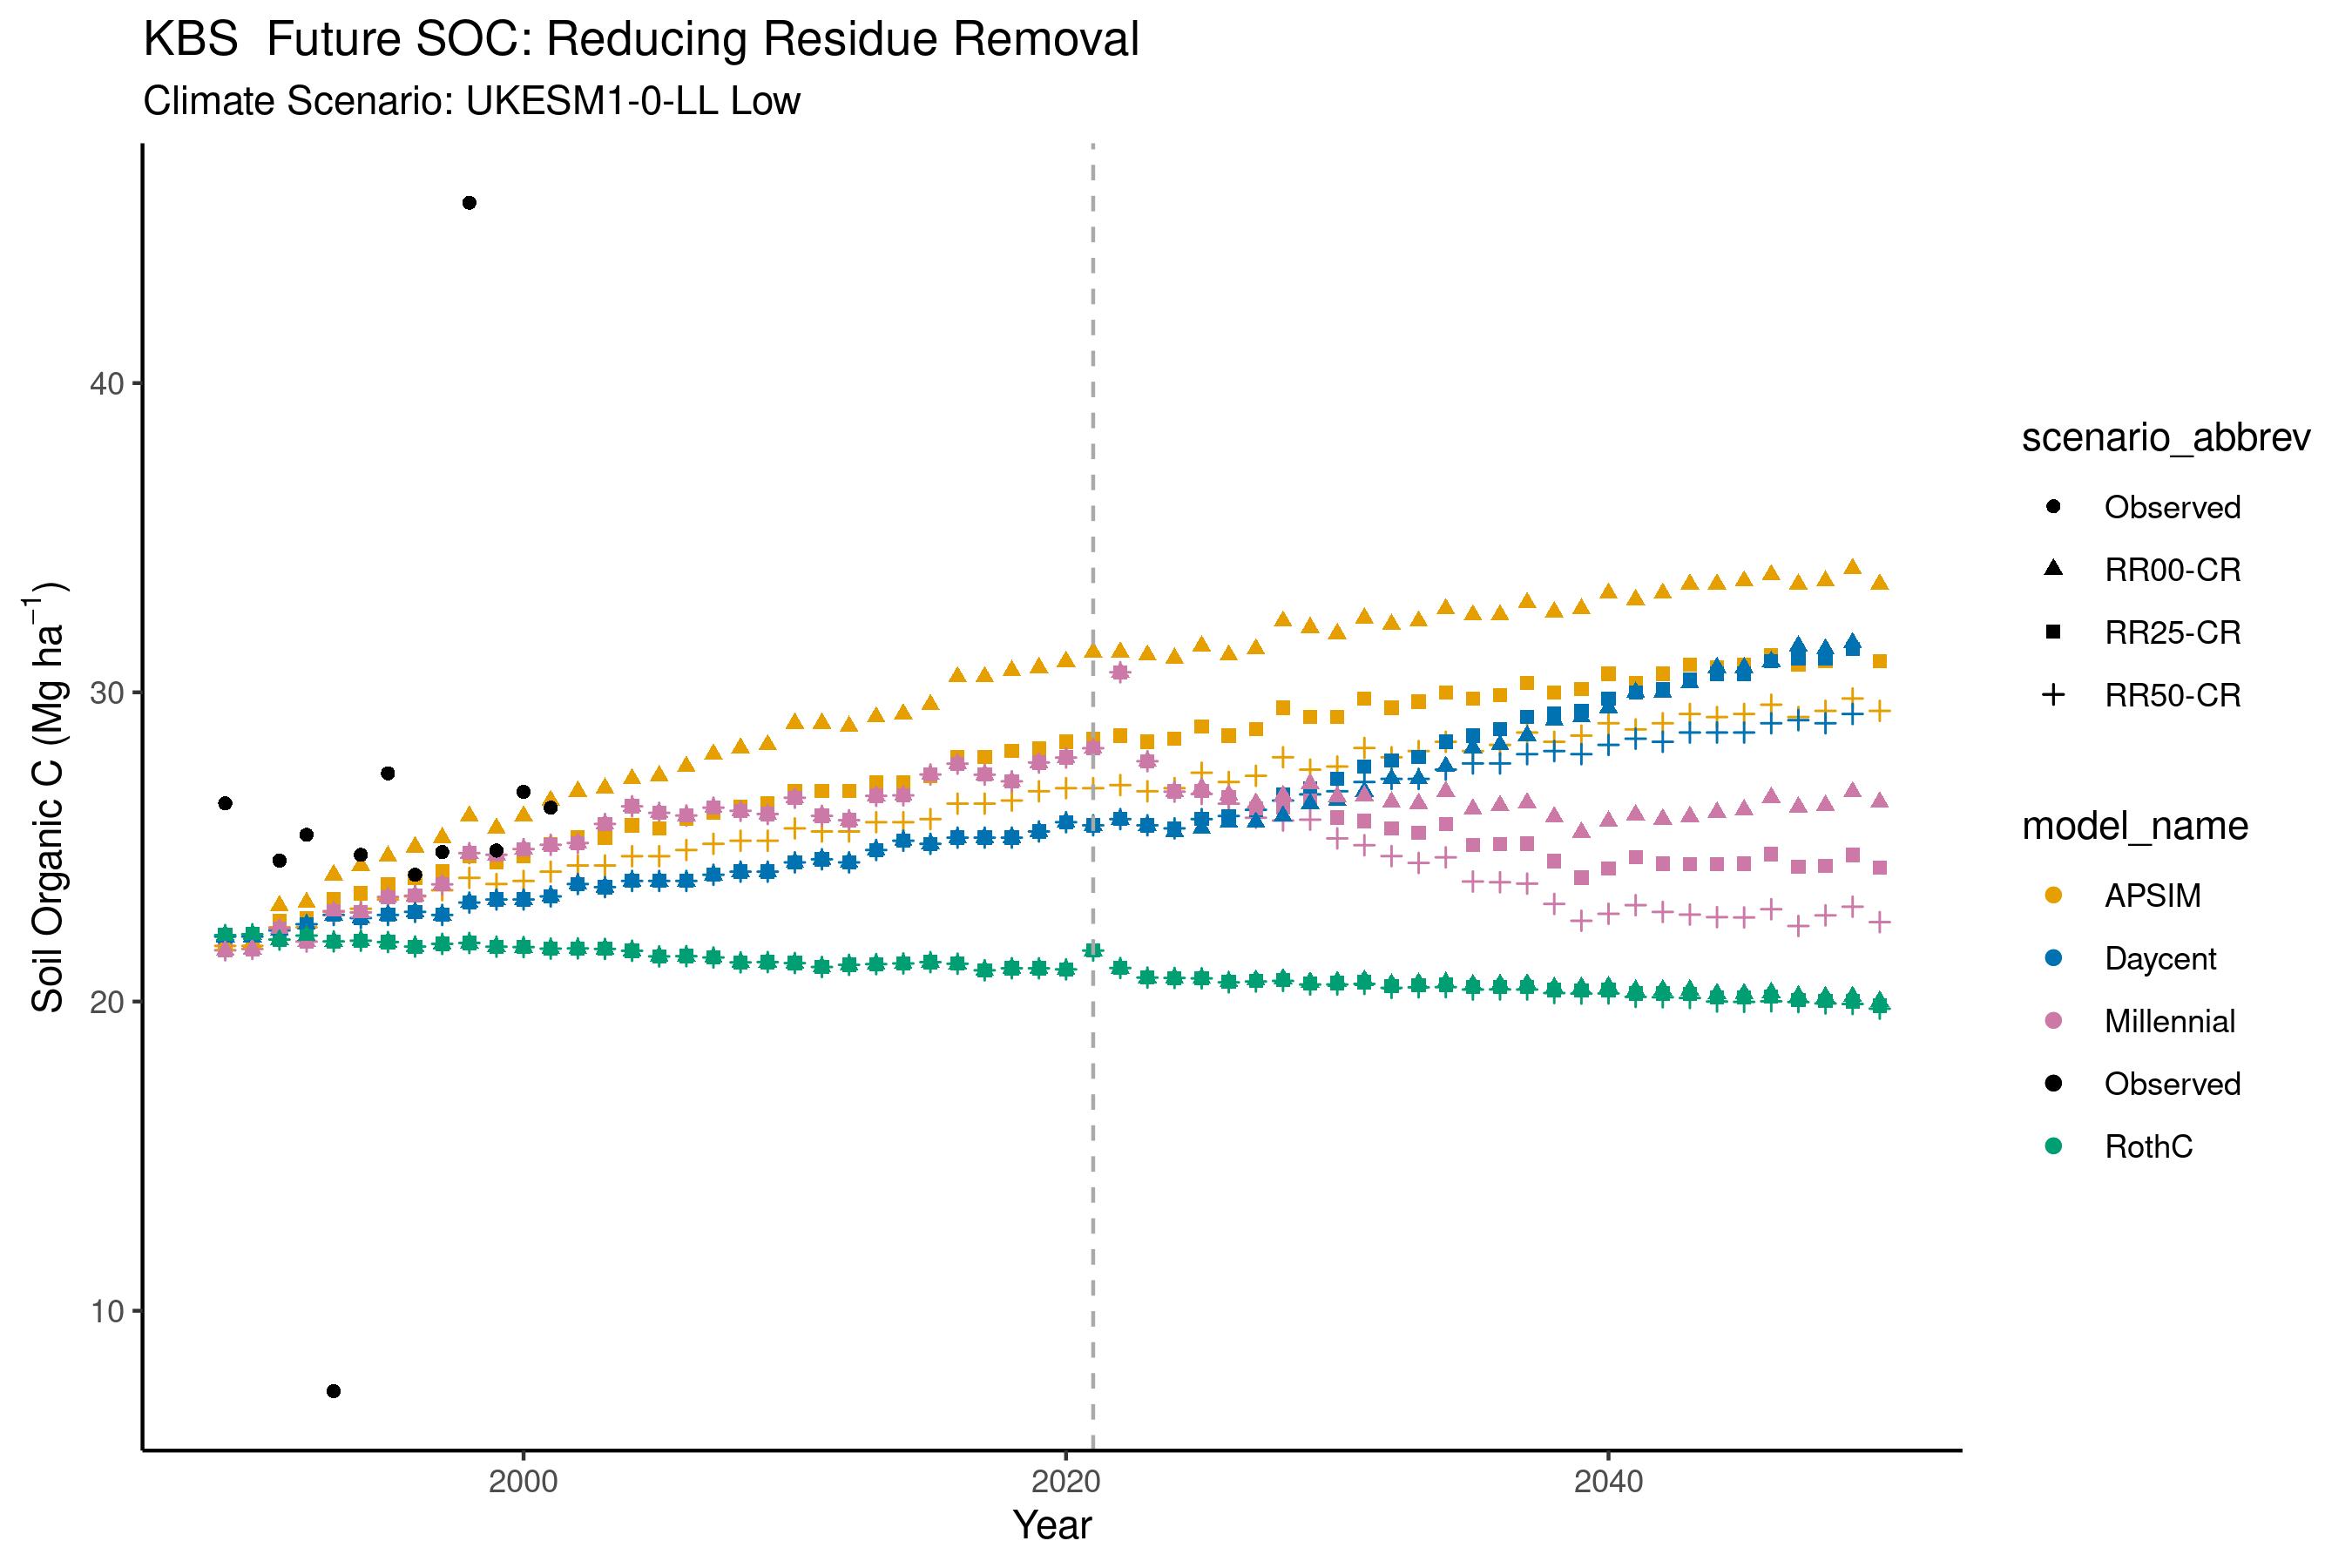 KBS  Future SOC: Reducing Residue Removal
Climate Scenario: UKESM1-0-LL Low
Soil Organic C (Mg ha⁻¹)
40
30
20
10
2000
2020
2040
Year
scenario_abbrev
Observed
RR00-CR
RR25-CR
RR50-CR
model_name
APSIM
Daycent
Millennial
Observed
RothC